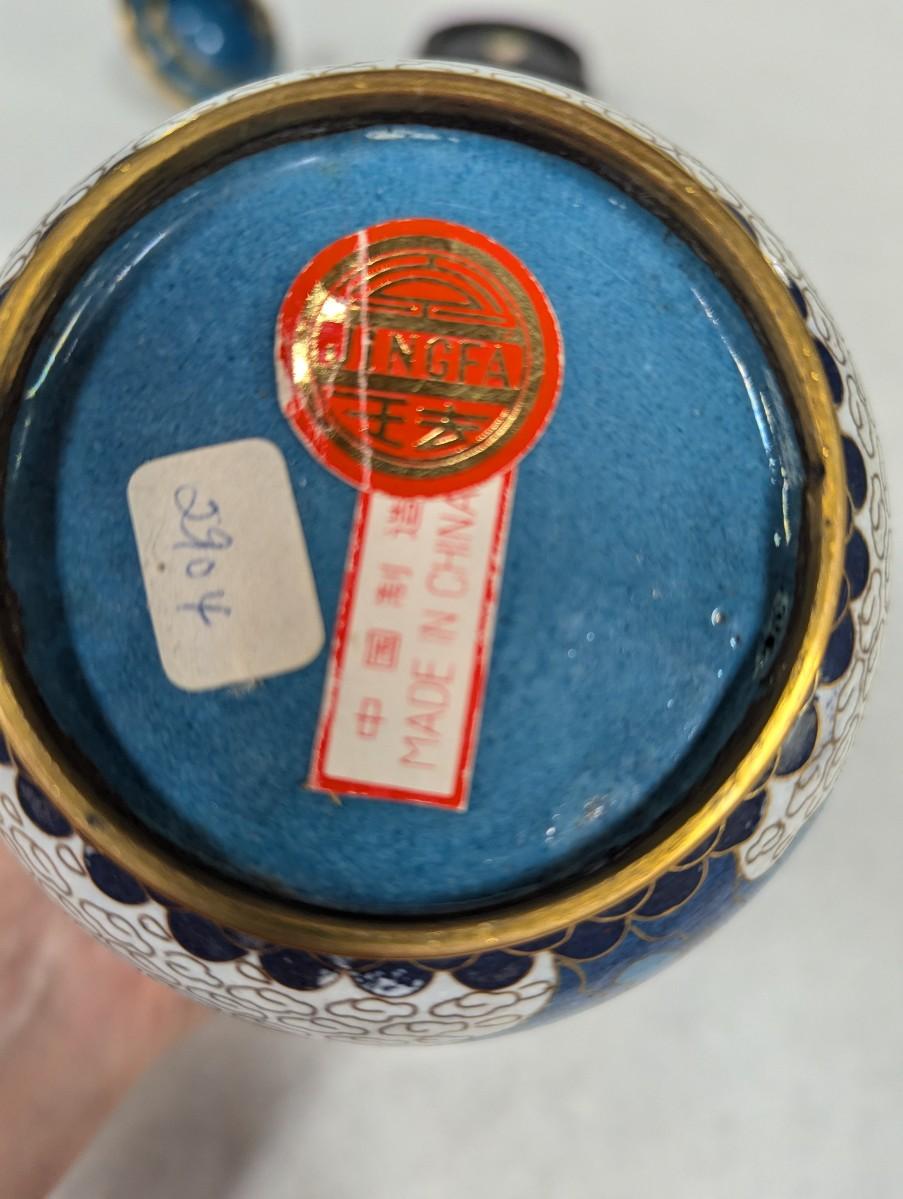 JINGFA
中国制造
MADE IN CHINA
2904